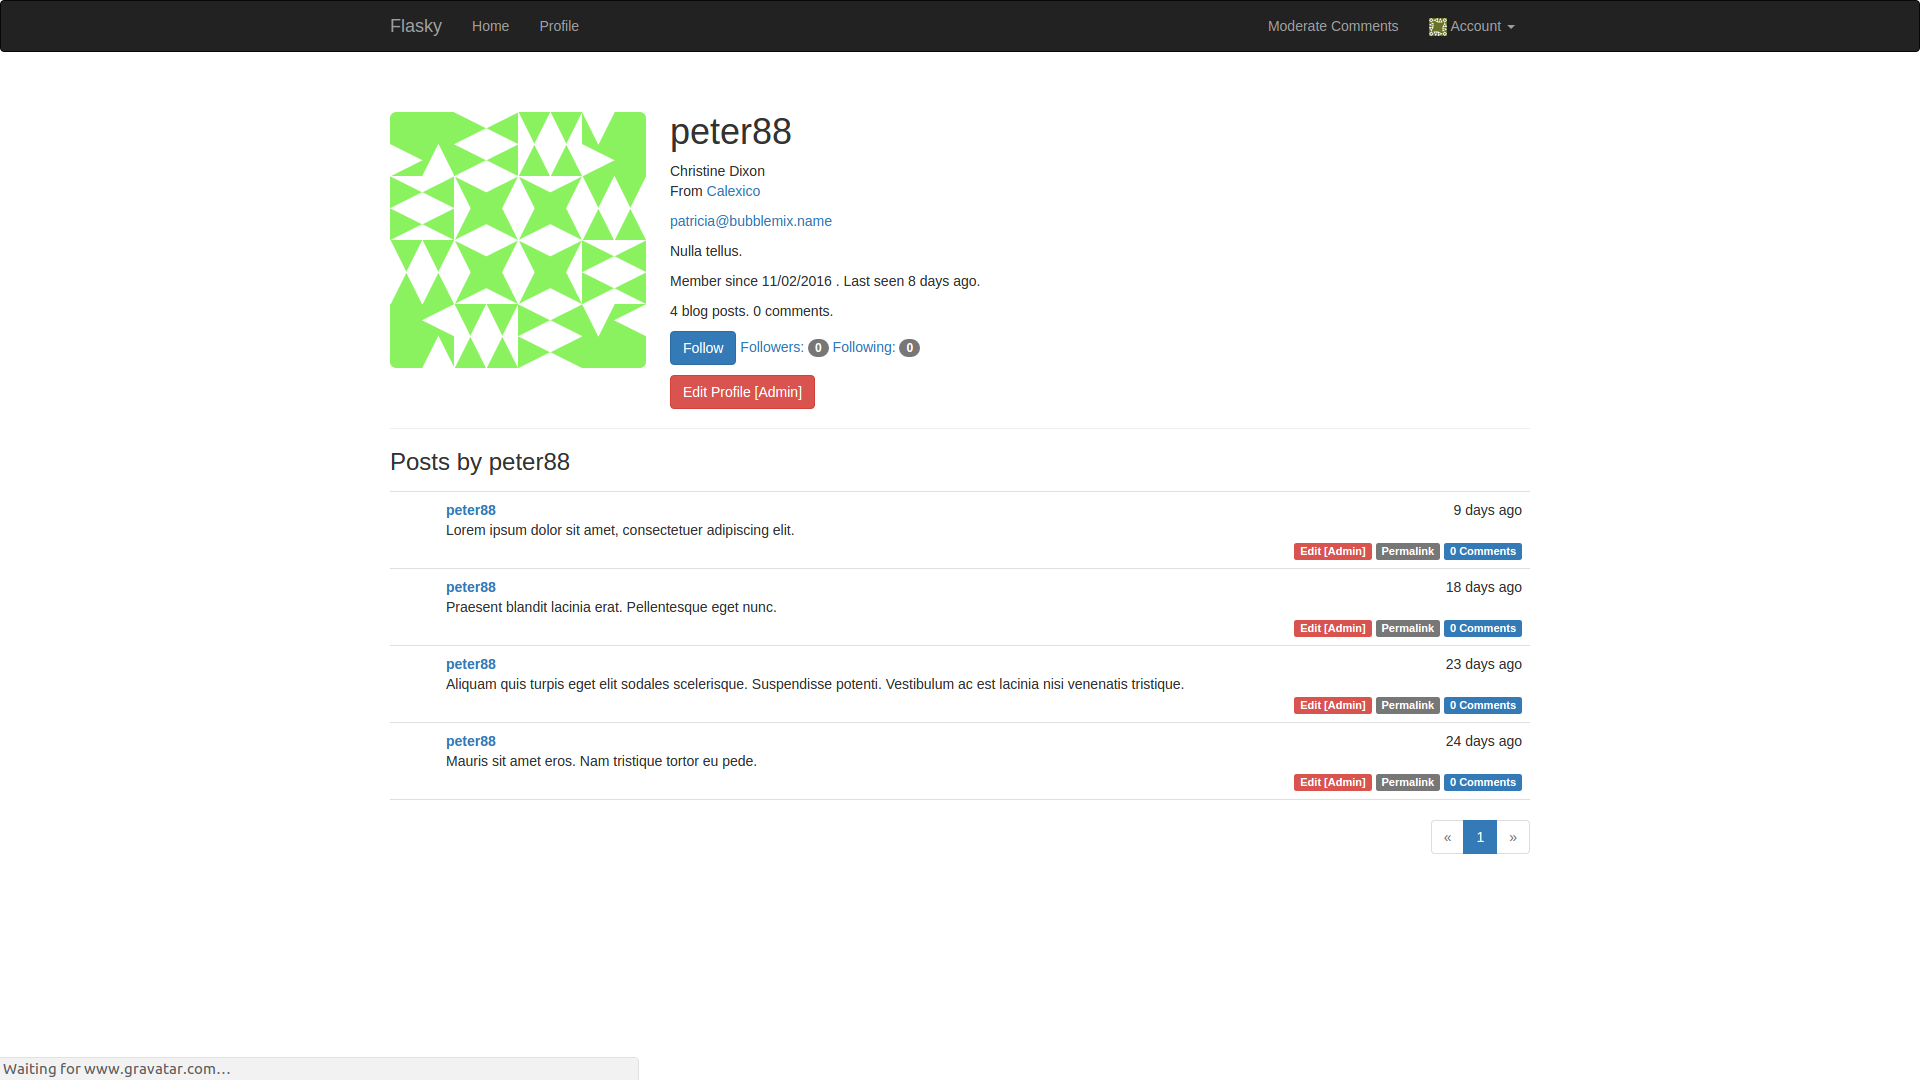 Flasky Home Profile Moderate Comments Account
peter88
Christine Dixon
From Calexico
patricia@bubblemix.name
Nulla tellus.
Member since 11/02/2016 . Last seen 8 days ago.
4 blog posts. 0 comments.
Follow Followers: 0 Following: 0
Edit Profile [Admin]
Posts by peter88
peter88 9 days ago
Lorem ipsum dolor sit amet, consectetuer adipiscing elit.
Edit [Admin] Permalink 0 Comments
peter88 18 days ago
Praesent blandit lacinia erat. Pellentesque eget nunc.
Edit [Admin] Permalink 0 Comments
peter88 23 days ago
Aliquam quis turpis eget elit sodales scelerisque. Suspendisse potenti. Vestibulum ac est lacinia nisi venenatis tristique.
Edit [Admin] Permalink 0 Comments
peter88 24 days ago
Mauris sit amet eros. Nam tristique tortor eu pede.
Edit [Admin] Permalink 0 Comments
« 1 »
Waiting for www.gravatar.com…